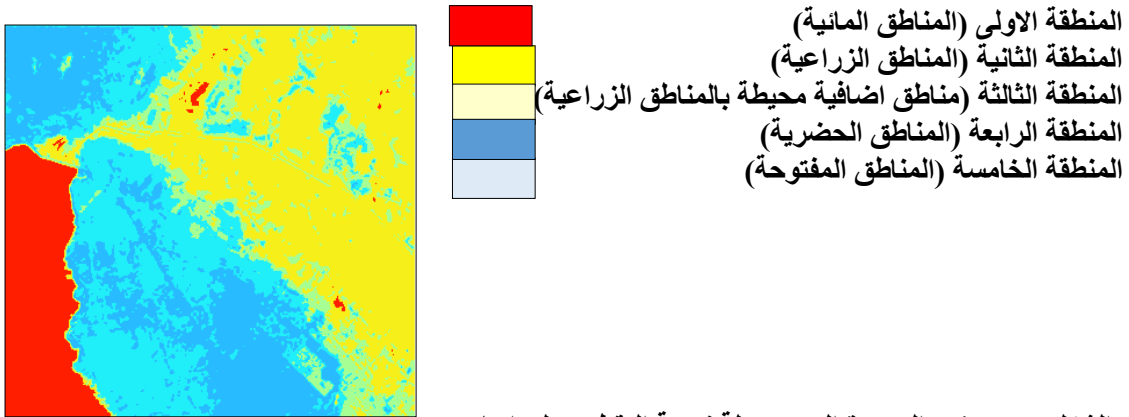 المنطقة الاولى (المناطق المائية)
المنطقة الثانية (المناطق الزراعية)
المنطقة الثالثة (مناطق اضافية محيطة بالمناطق الزراعية)
المنطقة الرابعة (المناطق الحضرية)
المنطقة الخامسة (المناطق المفتوحة)